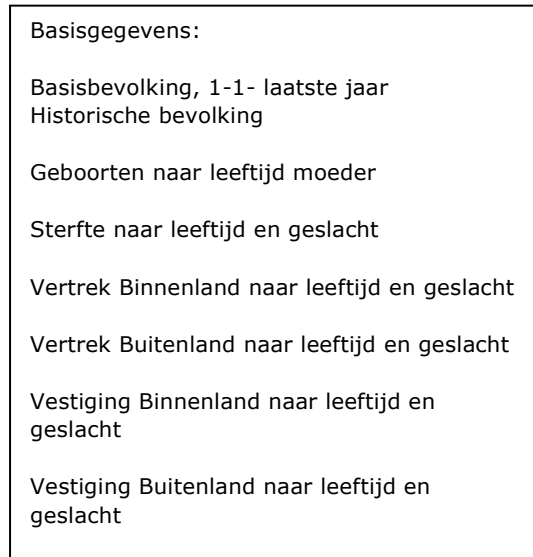 Basisgegevens:
Basisbevolking, 1-1- laatste jaar
Historische bevolking
Geboorten naar leeftijd moeder
Sterfte naar leeftijd en geslacht
Vertrek Binnenland naar leeftijd en geslacht
Vertrek Buitenland naar leeftijd en geslacht
Vestiging Binnenland naar leeftijd en
geslacht
Vestiging Buitenland naar leeftijd en
geslacht